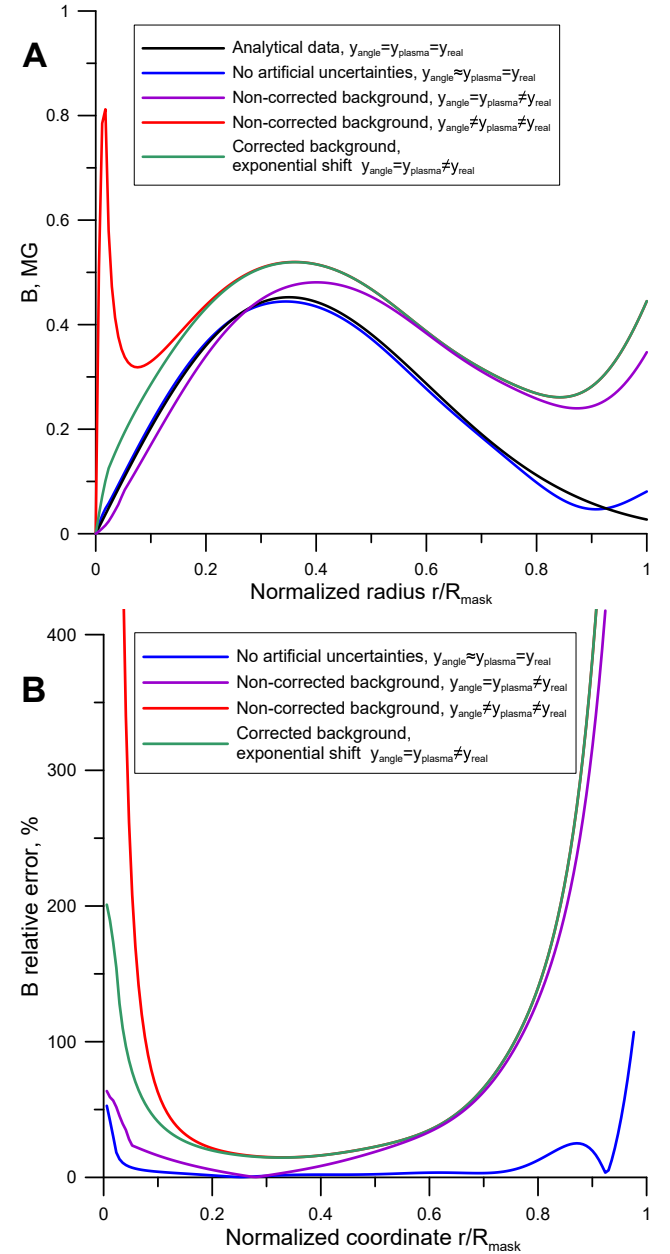 A
Analytical data, yangle=yplasma=yreal
No artificial uncertainties, yangle≈yplasma=yreal
Non-corrected background, yangle=yplasma≠yreal
Non-corrected background, yangle≠yplasma≠yreal
Corrected background,
exponential shift yangle=yplasma≠yreal
1
0.8
0.6
0.4
0.2
0
B, MG
0 0.2 0.4 0.6 0.8 1
Normalized radius r/Rmask
B
No artificial uncertainties, yangle≈yplasma=yreal
Non-corrected background, yangle=yplasma≠yreal
Non-corrected background, yangle≠yplasma≠yreal
Corrected background,
exponential shift yangle=yplasma≠yreal
400
300
200
100
0
B relative error, %
0 0.2 0.4 0.6 0.8 1
Normalized coordinate r/Rmask